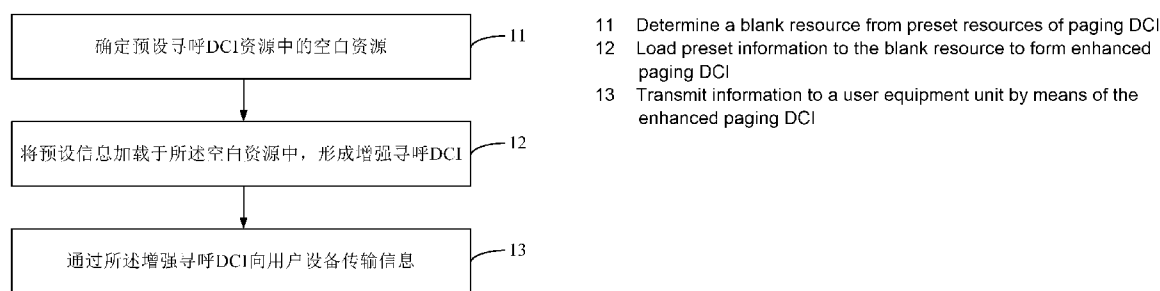 确定预设寻呼DCI资源中的空白资源
11
将预设信息加载于所述空白资源中，形成增强寻呼DCI
12
通过所述增强寻呼DCI向用户设备传输信息
13
11 Determine a blank resource from preset resources of paging DCI
12 Load preset information to the blank resource to form enhanced
paging DCI
13 Transmit information to a user equipment unit by means of the
enhanced paging DCI